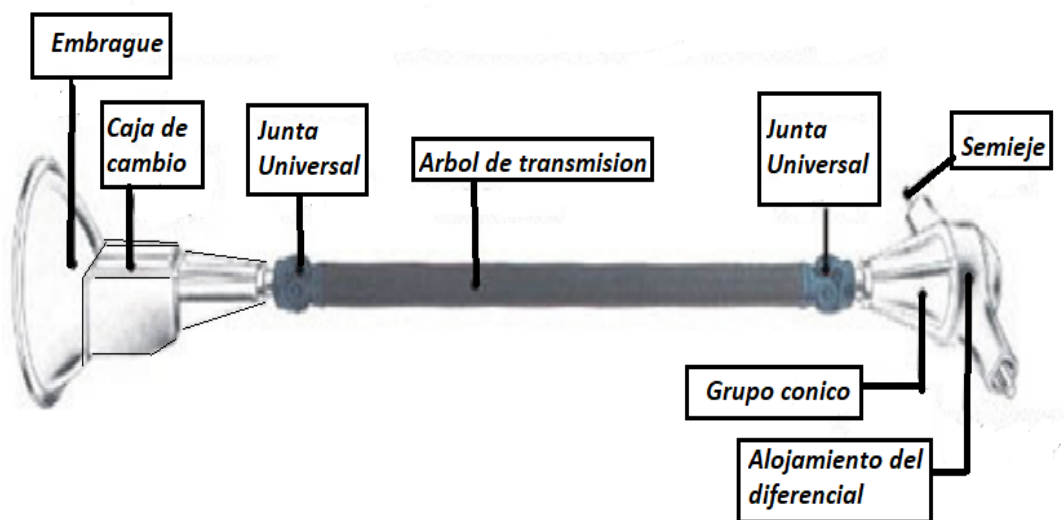 Embrague
Caja de
cambio
Junta
Universal
Arbol de transmision
Junta
Universal
Semieje
Grupo conico
Alojamiento del
diferencial